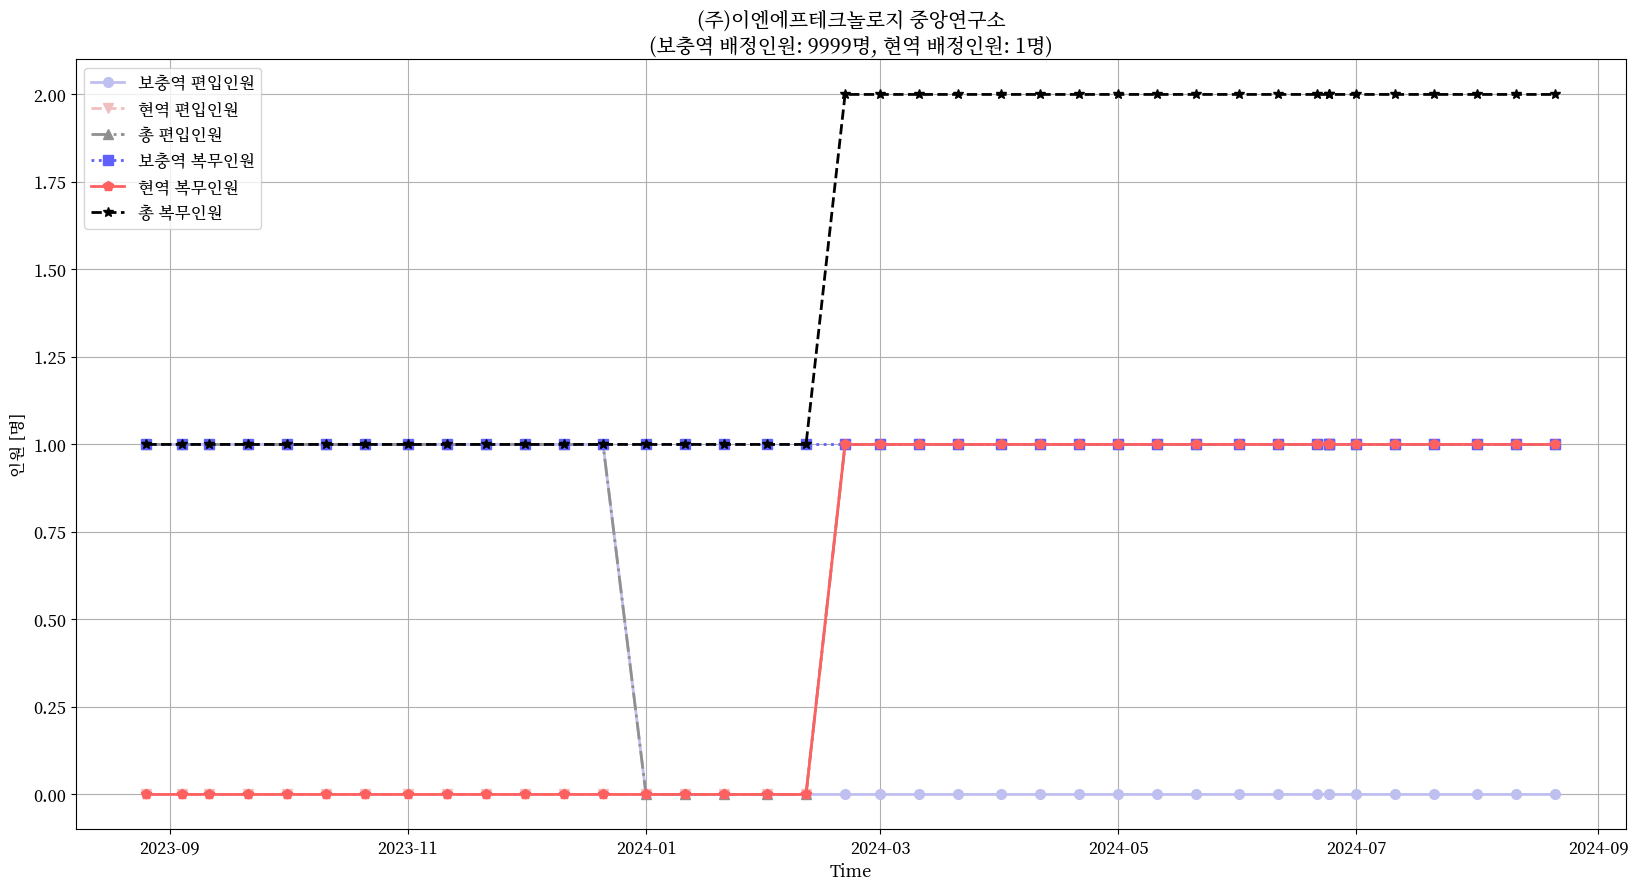 (주)이엔에프테크놀로지 중앙연구소
(보충역 배정인원: 9999명, 현역 배정인원: 1명)
보충역 편입인원
현역 편입인원
총 편입인원
보충역 복무인원
현역 복무인원
총 복무인원
2.00
1.75
1.50
1.25
1.00
0.75
0.50
0.25
0.00
인원 [명]
2023-09 2023-11 2024-01 2024-03 2024-05 2024-07 2024-09
Time